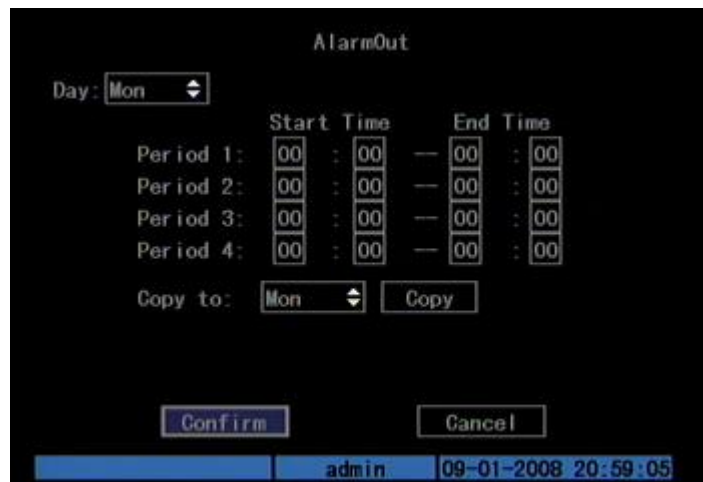 AlarmOut
Day: Mon
Start Time End Time
Period 1: 00 : 00 — 00 : 00
Period 2: 00 : 00 — 00 : 00
Period 3: 00 : 00 — 00 : 00
Period 4: 00 : 00 — 00 : 00
Copy to: Mon Copy
Confirm Cancel
admin 09-01-2008 20:59:05